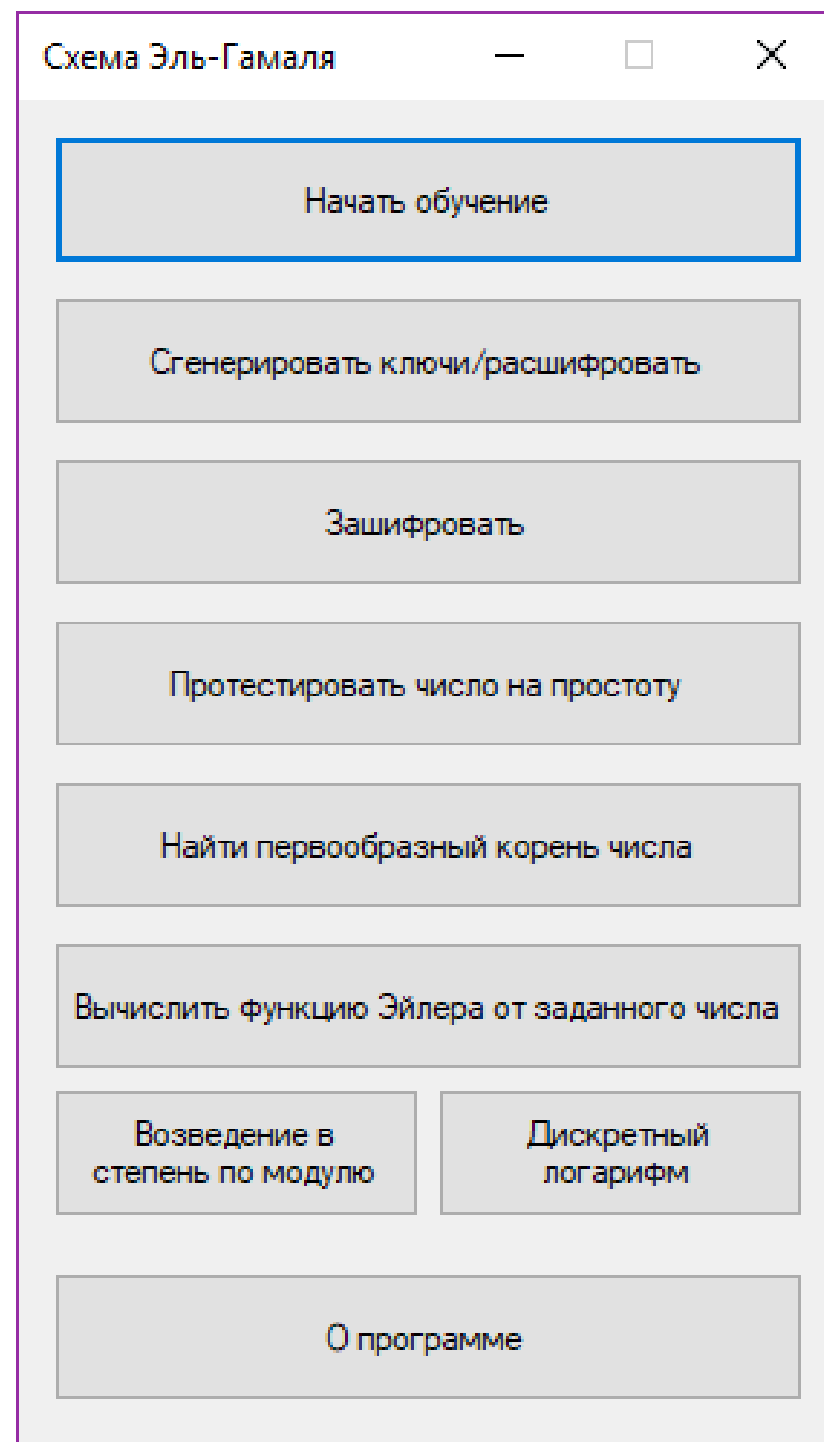 Схема Эль-Гамаля
Начать обучение
Сгенерировать ключи/расшифровать
Зашифровать
Протестировать число на простоту
Найти первообразный корень числа
Вычислить функцию Эйлера от заданного числа
Возведение в
степень по модулю
Дискретный
логарифм
О программе